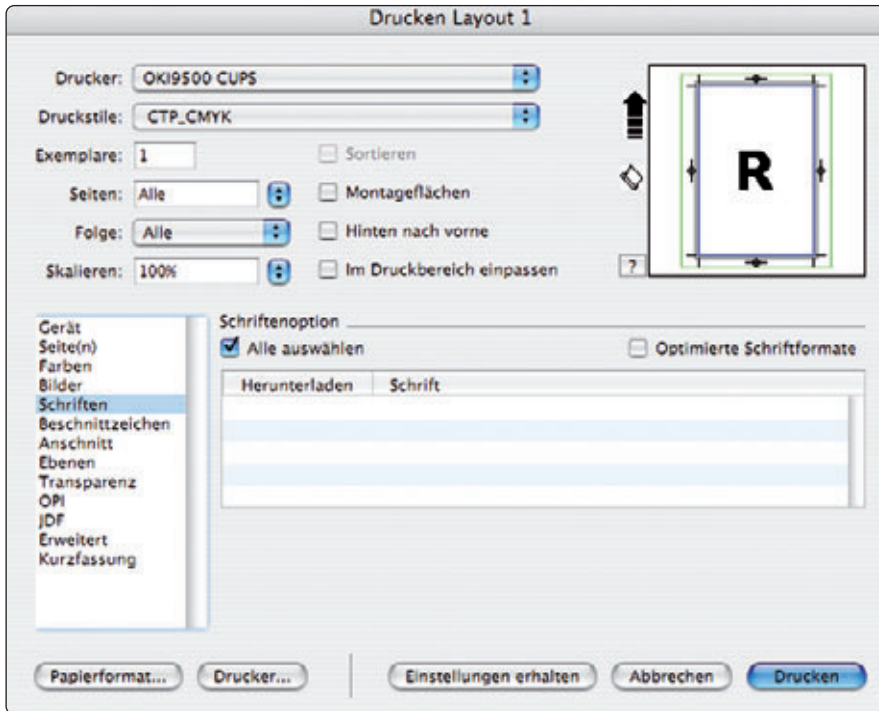 Drucken Layout 1
Drucker: OKI9500 CUPS
Druckstile: CTP_CMYK
Exemplare: 1
Sortieren
Seiten: Alle
Montageflächen
Folge: Alle
Hinten nach vorne
Skalieren: 100%
Im Druckbereich einpassen
R
?
Gerät
Seite(n)
Farben
Bilder
Schriften
Beschnittzeichen
Anschnitt
Ebenen
Transparenz
OPI
JDF
Erweitert
Kurzfassung
Schriftenoption
Alle auswählen
Optimierte Schriftformate
Herunterladen Schrift
Papierformat... Drucker... Einstellungen erhalten Abbrechen Drucken